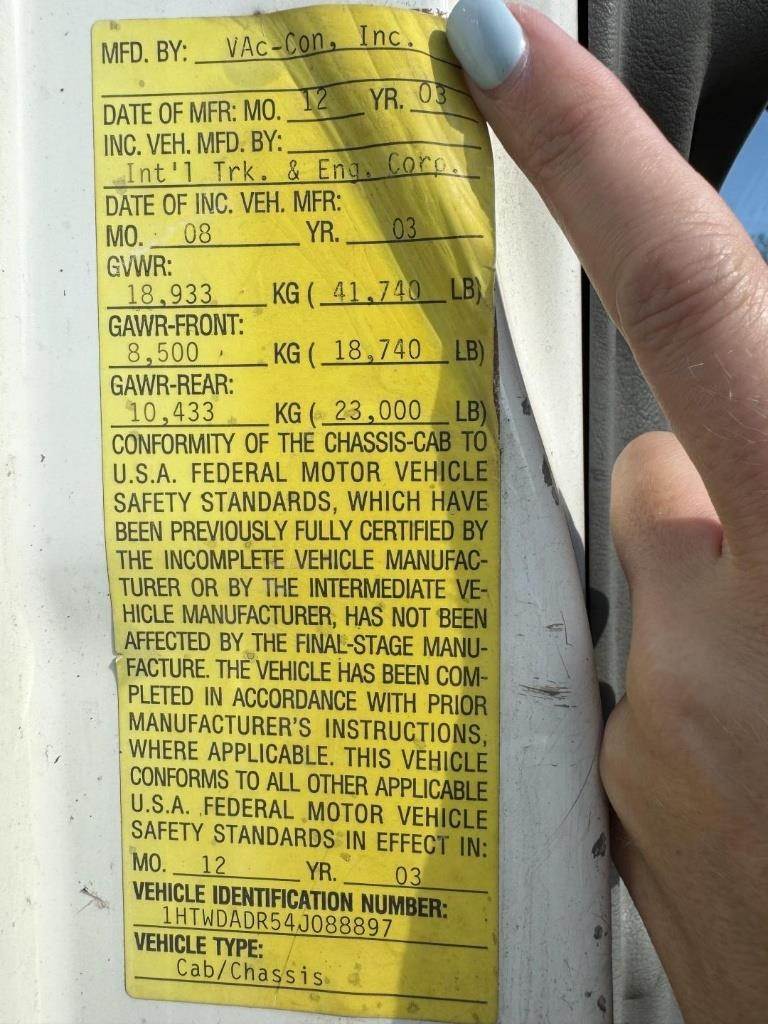 MFD. BY: VAc-Con, Inc.
DATE OF MFR: MO. 12 YR. 03
INC. VEH. MFD. BY:
Int'l Trk. & Eng. Corp.
DATE OF INC. VEH. MFR:
MO. 08 YR. 03
GVWR:
18,933 KG ( 41,740 LB)
GAWR-FRONT:
8,500 KG ( 18,740 LB)
GAWR-REAR:
10,433 KG ( 23,000 LB)
CONFORMITY OF THE CHASSIS-CAB TO
U.S.A. FEDERAL MOTOR VEHICLE
SAFETY STANDARDS, WHICH HAVE
BEEN PREVIOUSLY FULLY CERTIFIED BY
THE INCOMPLETE VEHICLE MANUFAC-
TURER OR BY THE INTERMEDIATE VE-
HICLE MANUFACTURER, HAS NOT BEEN
AFFECTED BY THE FINAL-STAGE MANU-
FACTURE. THE VEHICLE HAS BEEN COM-
PLETED IN ACCORDANCE WITH PRIOR
MANUFACTURER'S INSTRUCTIONS,
WHERE APPLICABLE. THIS VEHICLE
CONFORMS TO ALL OTHER APPLICABLE
U.S.A. FEDERAL MOTOR VEHICLE
SAFETY STANDARDS IN EFFECT IN:
MO. 12 YR. 03
VEHICLE IDENTIFICATION NUMBER:
1HTWDADR54J088897
VEHICLE TYPE:
Cab/Chassis